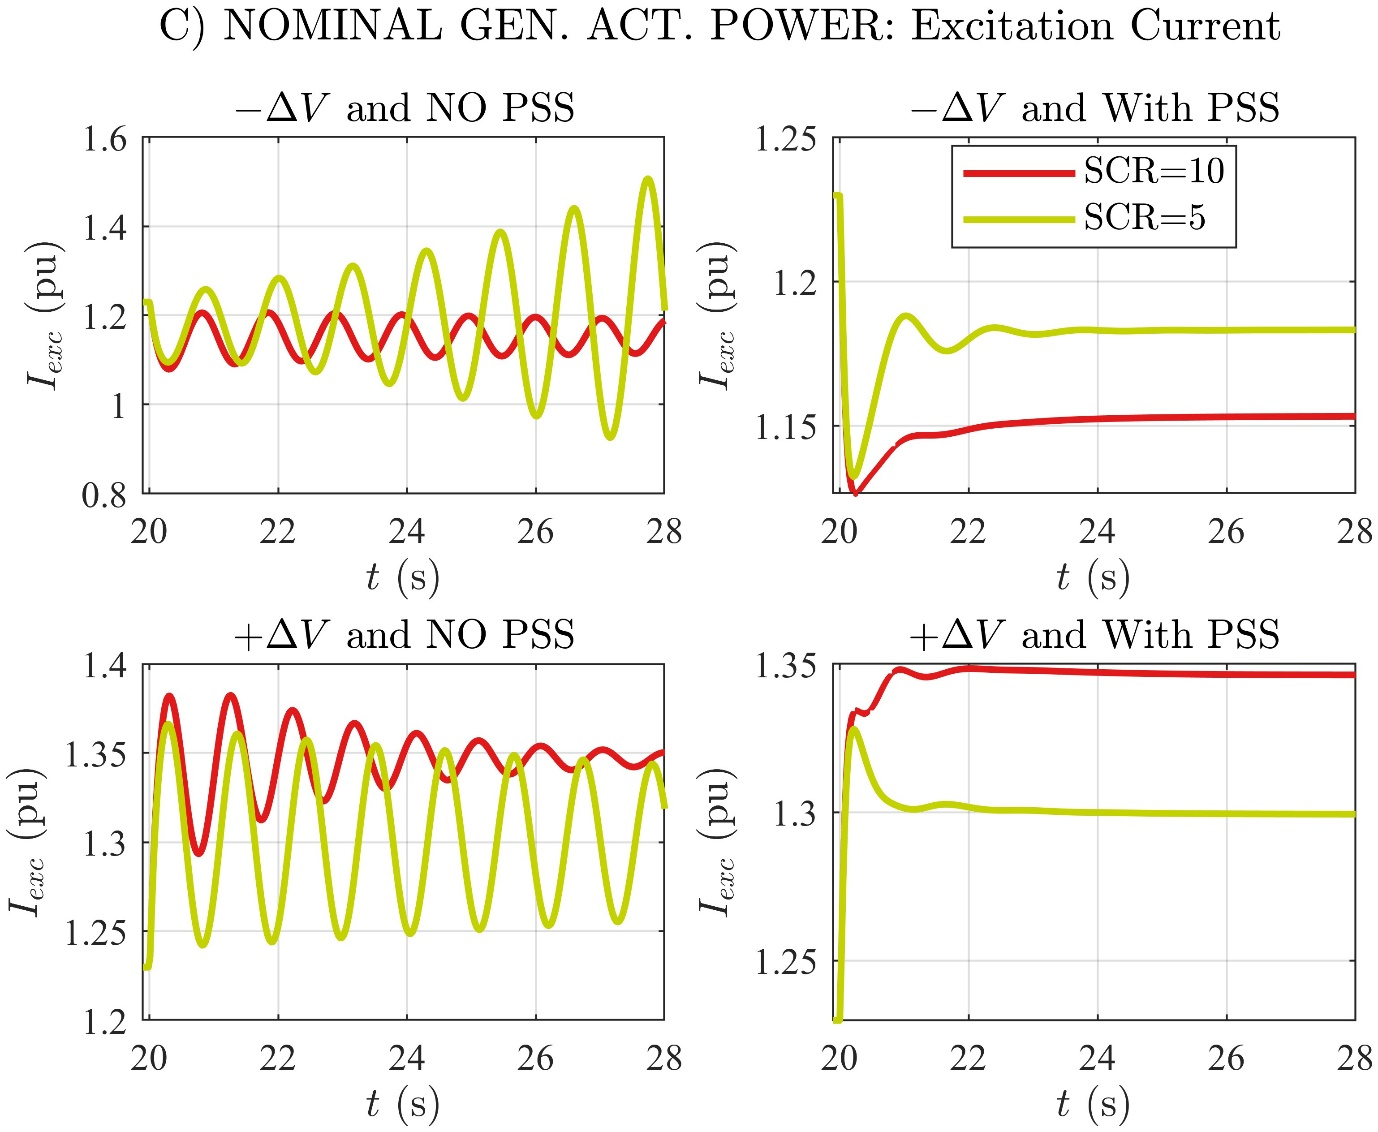 C) NOMINAL GEN. ACT. POWER: Excitation Current
−ΔV and NO PSS
1.6
1.4
1.2
1
0.8
I_exc (pu)
20 22 24 26 28
t (s)
−ΔV and With PSS
SCR=10
SCR=5
1.25
1.2
1.15
I_exc (pu)
20 22 24 26 28
t (s)
+ΔV and NO PSS
1.4
1.35
1.3
1.25
1.2
I_exc (pu)
20 22 24 26 28
t (s)
+ΔV and With PSS
1.35
1.3
1.25
I_exc (pu)
20 22 24 26 28
t (s)